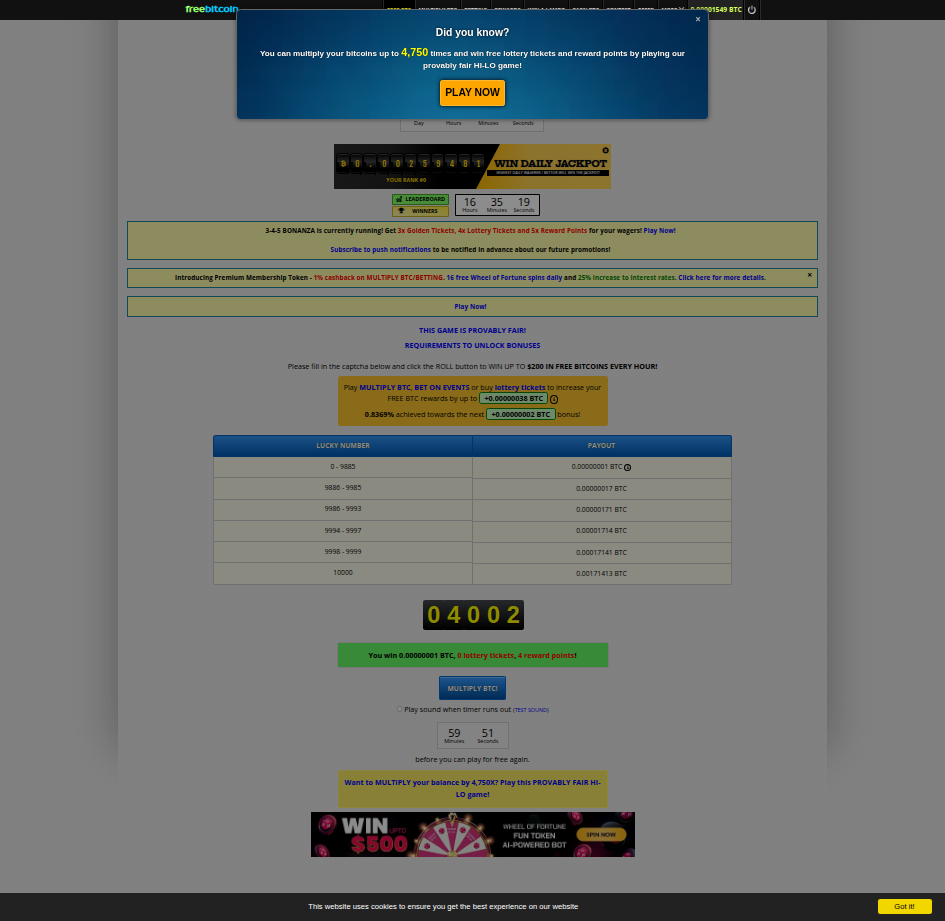 freebitcoin
00001549 BTC
×
Did you know?
You can multiply your bitcoins up to 4,750 times and win free lottery tickets and reward points by playing our
provably fair HI-LO game!
PLAY NOW
Day Hours Minutes Seconds
00.00259481
WIN DAILY JACKPOT
YOUR RANK #0
LEADERBOARD
WINNERS
16 35 19
Hours Minutes Seconds
3-4-5 BONANZA is currently running! Get 3x Golden Tickets, 4x Lottery Tickets and 5x Reward Points for your wagers! Play Now!
Subscribe to push notifications to be notified in advance about our future promotions!
Introducing Premium Membership Token - 1% cashback on MULTIPLY BTC/BETTING. 16 free Wheel of Fortune spins daily and 25% increase to interest rates. Click here for more details.
×
Play Now!
THIS GAME IS PROVABLY FAIR!
REQUIREMENTS TO UNLOCK BONUSES
Please fill in the captcha below and click the ROLL button to WIN UP TO $200 IN FREE BITCOINS EVERY HOUR!
Play MULTIPLY BTC, BET ON EVENTS or buy lottery tickets to increase your
FREE BTC rewards by up to +0.00000038 BTC
0.8369% achieved towards the next +0.00000002 BTC bonus!
LUCKY NUMBER PAYOUT
0 - 9885 0.00000001 BTC
9886 - 9985 0.00000017 BTC
9986 - 9993 0.00000171 BTC
9994 - 9997 0.00001714 BTC
9998 - 9999 0.00017141 BTC
10000 0.00171413 BTC
04002
You win 0.00000001 BTC, 0 lottery tickets, 4 reward points!
MULTIPLY BTC!
Play sound when timer runs out (TEST SOUND)
59 51
Minutes Seconds
before you can play for free again.
Want to MULTIPLY your balance by 4,750X? Play this PROVABLY FAIR HI-
LO game!
WIN UPTO $500
WHEEL OF FORTUNE
FUN TOKEN
AI-POWERED BOT
SPIN NOW
This website uses cookies to ensure you get the best experience on our website
Got it!